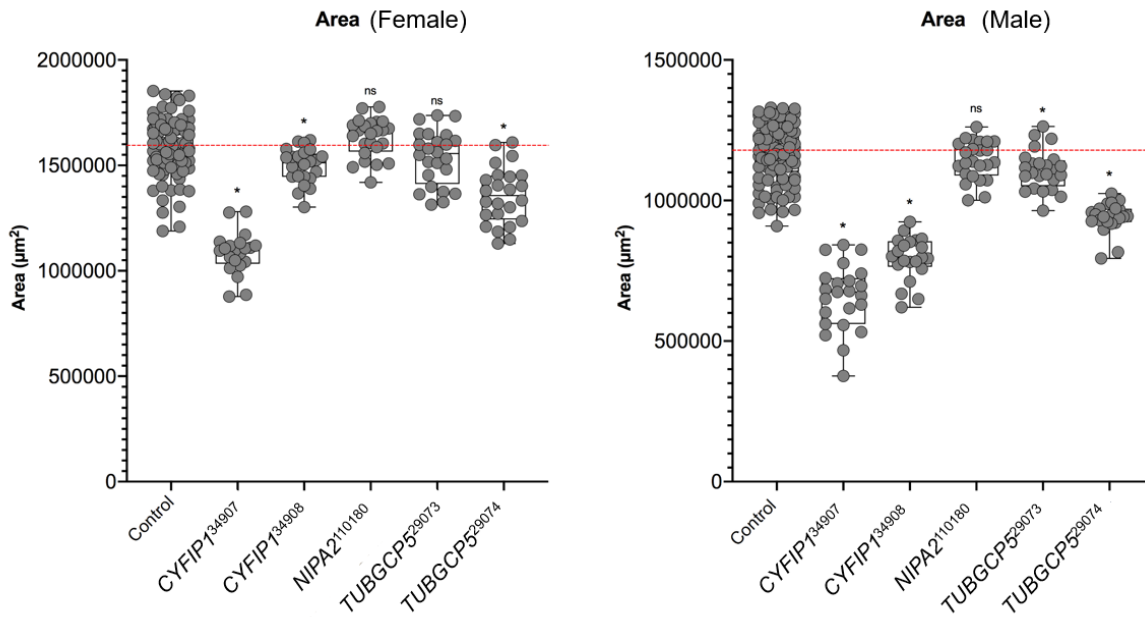 Area (Female)
2000000
1500000
1000000
500000
0
Area (µm²)
*
*
ns
ns
*
Control
CYFIP1³⁴⁹⁰⁷
CYFIP1³⁴⁹⁰⁸
NIPA2¹¹⁰¹⁸⁰
TUBGCP5²⁹⁰⁷³
TUBGCP5²⁹⁰⁷⁴
Area (Male)
1500000
1000000
500000
0
Area (µm²)
*
*
ns
*
*
Control
CYFIP1³⁴⁹⁰⁷
CYFIP1³⁴⁹⁰⁸
NIPA2¹¹⁰¹⁸⁰
TUBGCP5²⁹⁰⁷³
TUBGCP5²⁹⁰⁷⁴